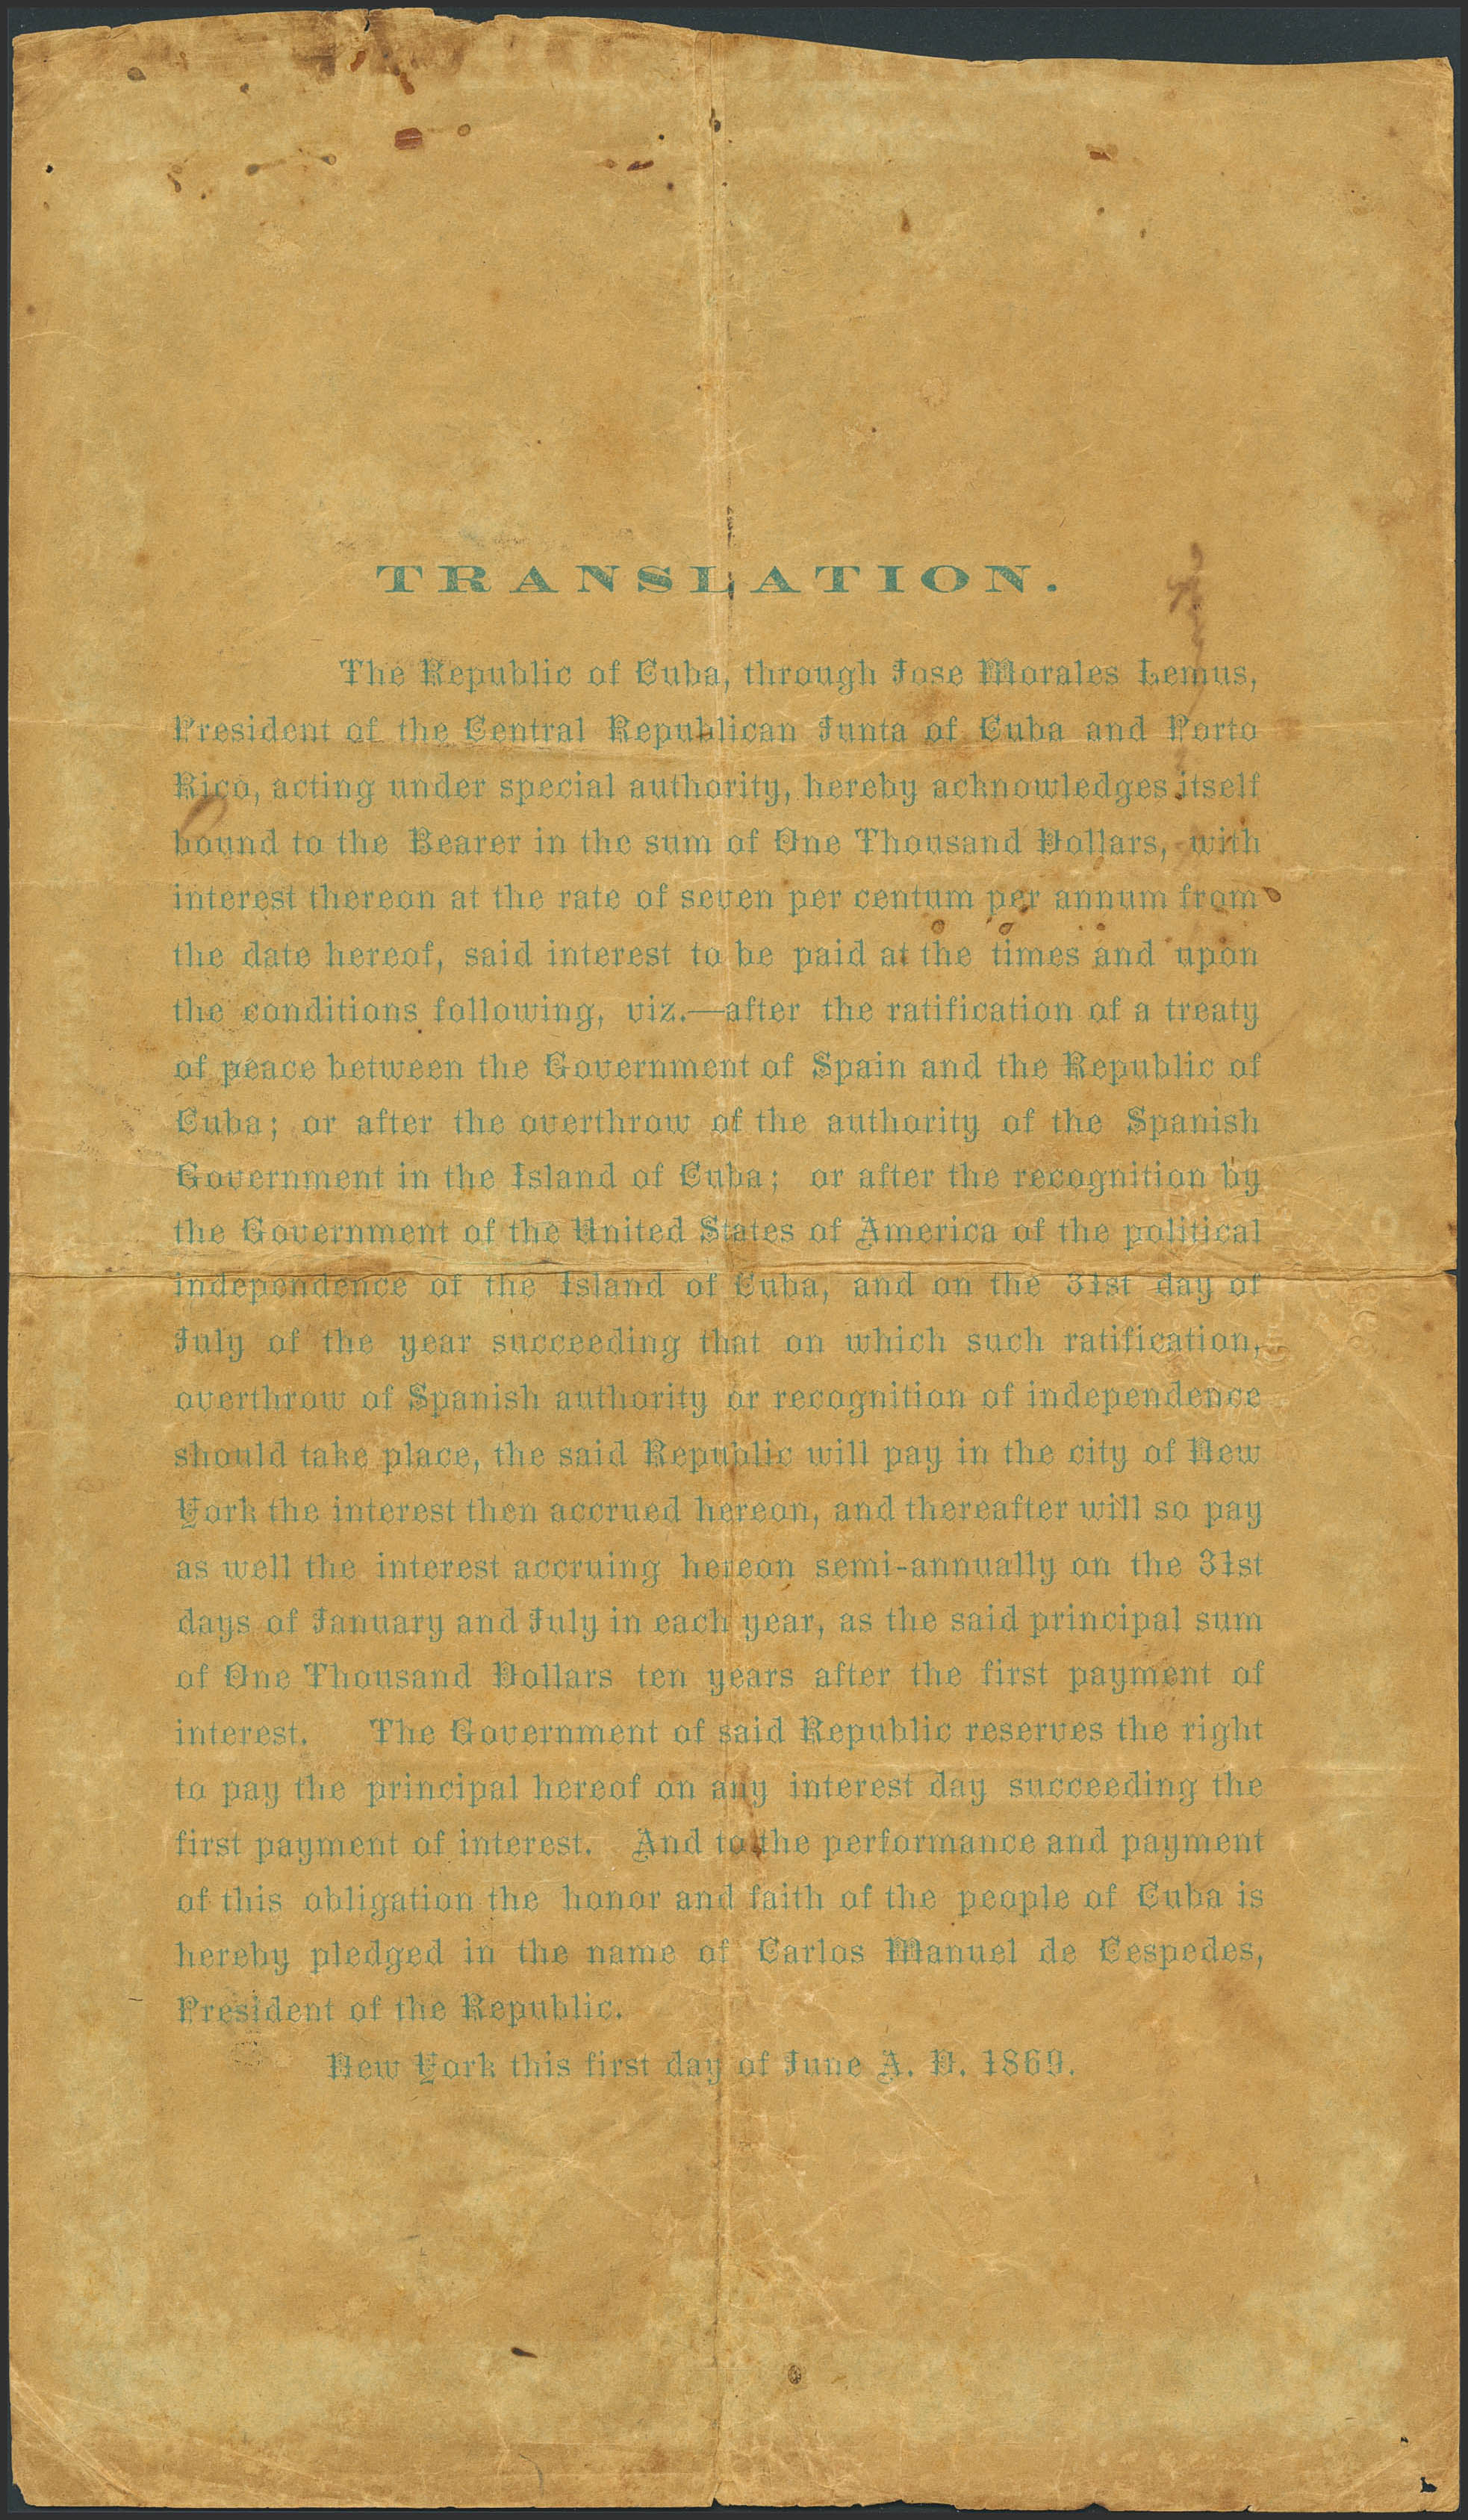 TRANSLATION.
The Republic of Cuba, through Jose Morales Lemus,
President of the Central Republican Junta of Cuba and Porto
Rico, acting under special authority, hereby acknowledges itself
bound to the Bearer in the sum of One Thousand Dollars, with
interest thereon at the rate of seven per centum per annum from
the date hereof, said interest to be paid at the times and upon
the conditions following, viz.—after the ratification of a treaty
of peace between the Government of Spain and the Republic of
Cuba; or after the overthrow of the authority of the Spanish
Government in the Island of Cuba; or after the recognition by
the Government of the United States of America of the political
independence of the Island of Cuba, and on the 31st day of
July of the year succeeding that on which such ratification,
overthrow of Spanish authority or recognition of independence
should take place, the said Republic will pay in the city of New
York the interest then accrued hereon, and thereafter will so pay
as well the interest accruing hereon semi-annually on the 31st
days of January and July in each year, as the said principal sum
of One Thousand Dollars ten years after the first payment of
interest. The Government of said Republic reserves the right
to pay the principal hereof on any interest day succeeding the
first payment of interest. And to the performance and payment
of this obligation the honor and faith of the people of Cuba is
hereby pledged in the name of Carlos Manuel de Cespedes,
President of the Republic.
New York this first day of June A. D. 1869.